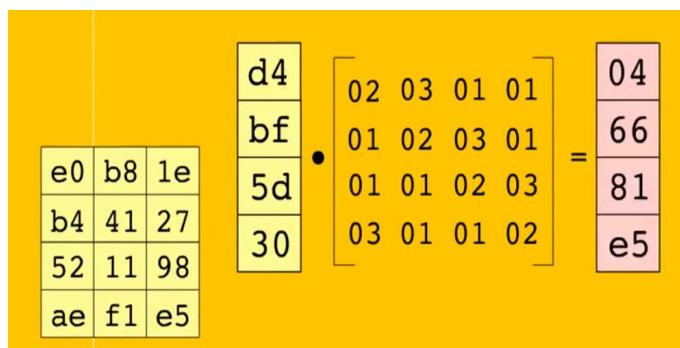 d4
bf
5d
30
•
02 03 01 01
01 02 03 01
01 01 02 03
03 01 01 02
=
04
66
81
e5
e0 b8 1e
b4 41 27
52 11 98
ae f1 e5